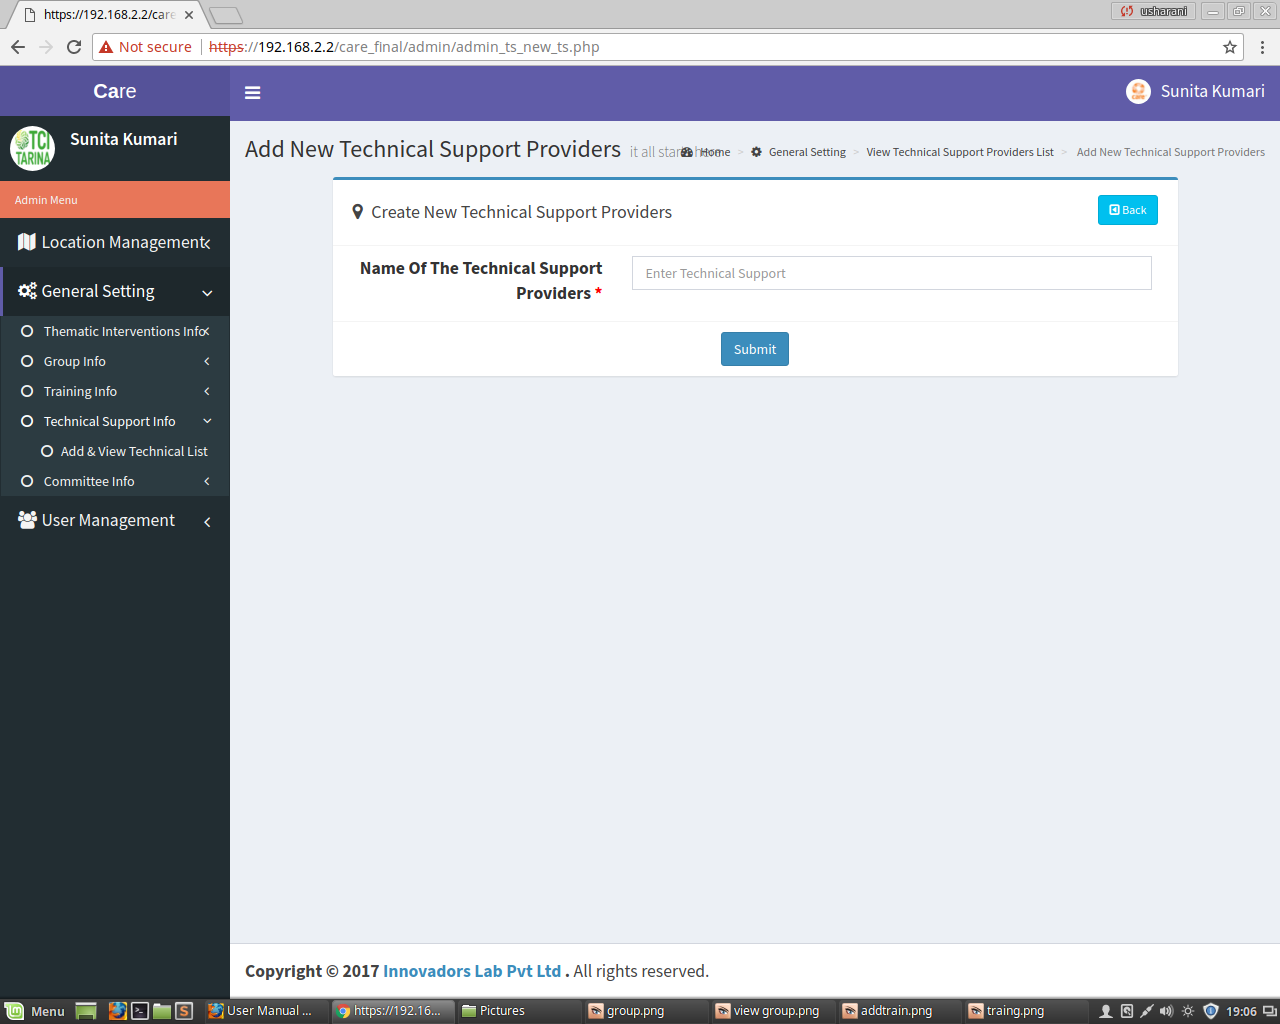 https://192.168.2.2/care
usharani
Not secure https://192.168.2.2/care_final/admin/admin_ts_new_ts.php
Care
Sunita Kumari
TCI
TARINA
Sunita Kumari
Admin Menu
Location Management
General Setting
Thematic Interventions Info
Group Info
Training Info
Technical Support Info
Add & View Technical List
Committee Info
User Management
Add New Technical Support Providers it all starts here
Home > General Setting > View Technical Support Providers List > Add New Technical Support Providers
Create New Technical Support Providers
Back
Name Of The Technical Support
Providers *
Enter Technical Support
Submit
Copyright © 2017 Innovadors Lab Pvt Ltd . All rights reserved.
Menu User Manual ... https://192.16... Pictures group.png view group.png addtrain.png traing.png 19:06